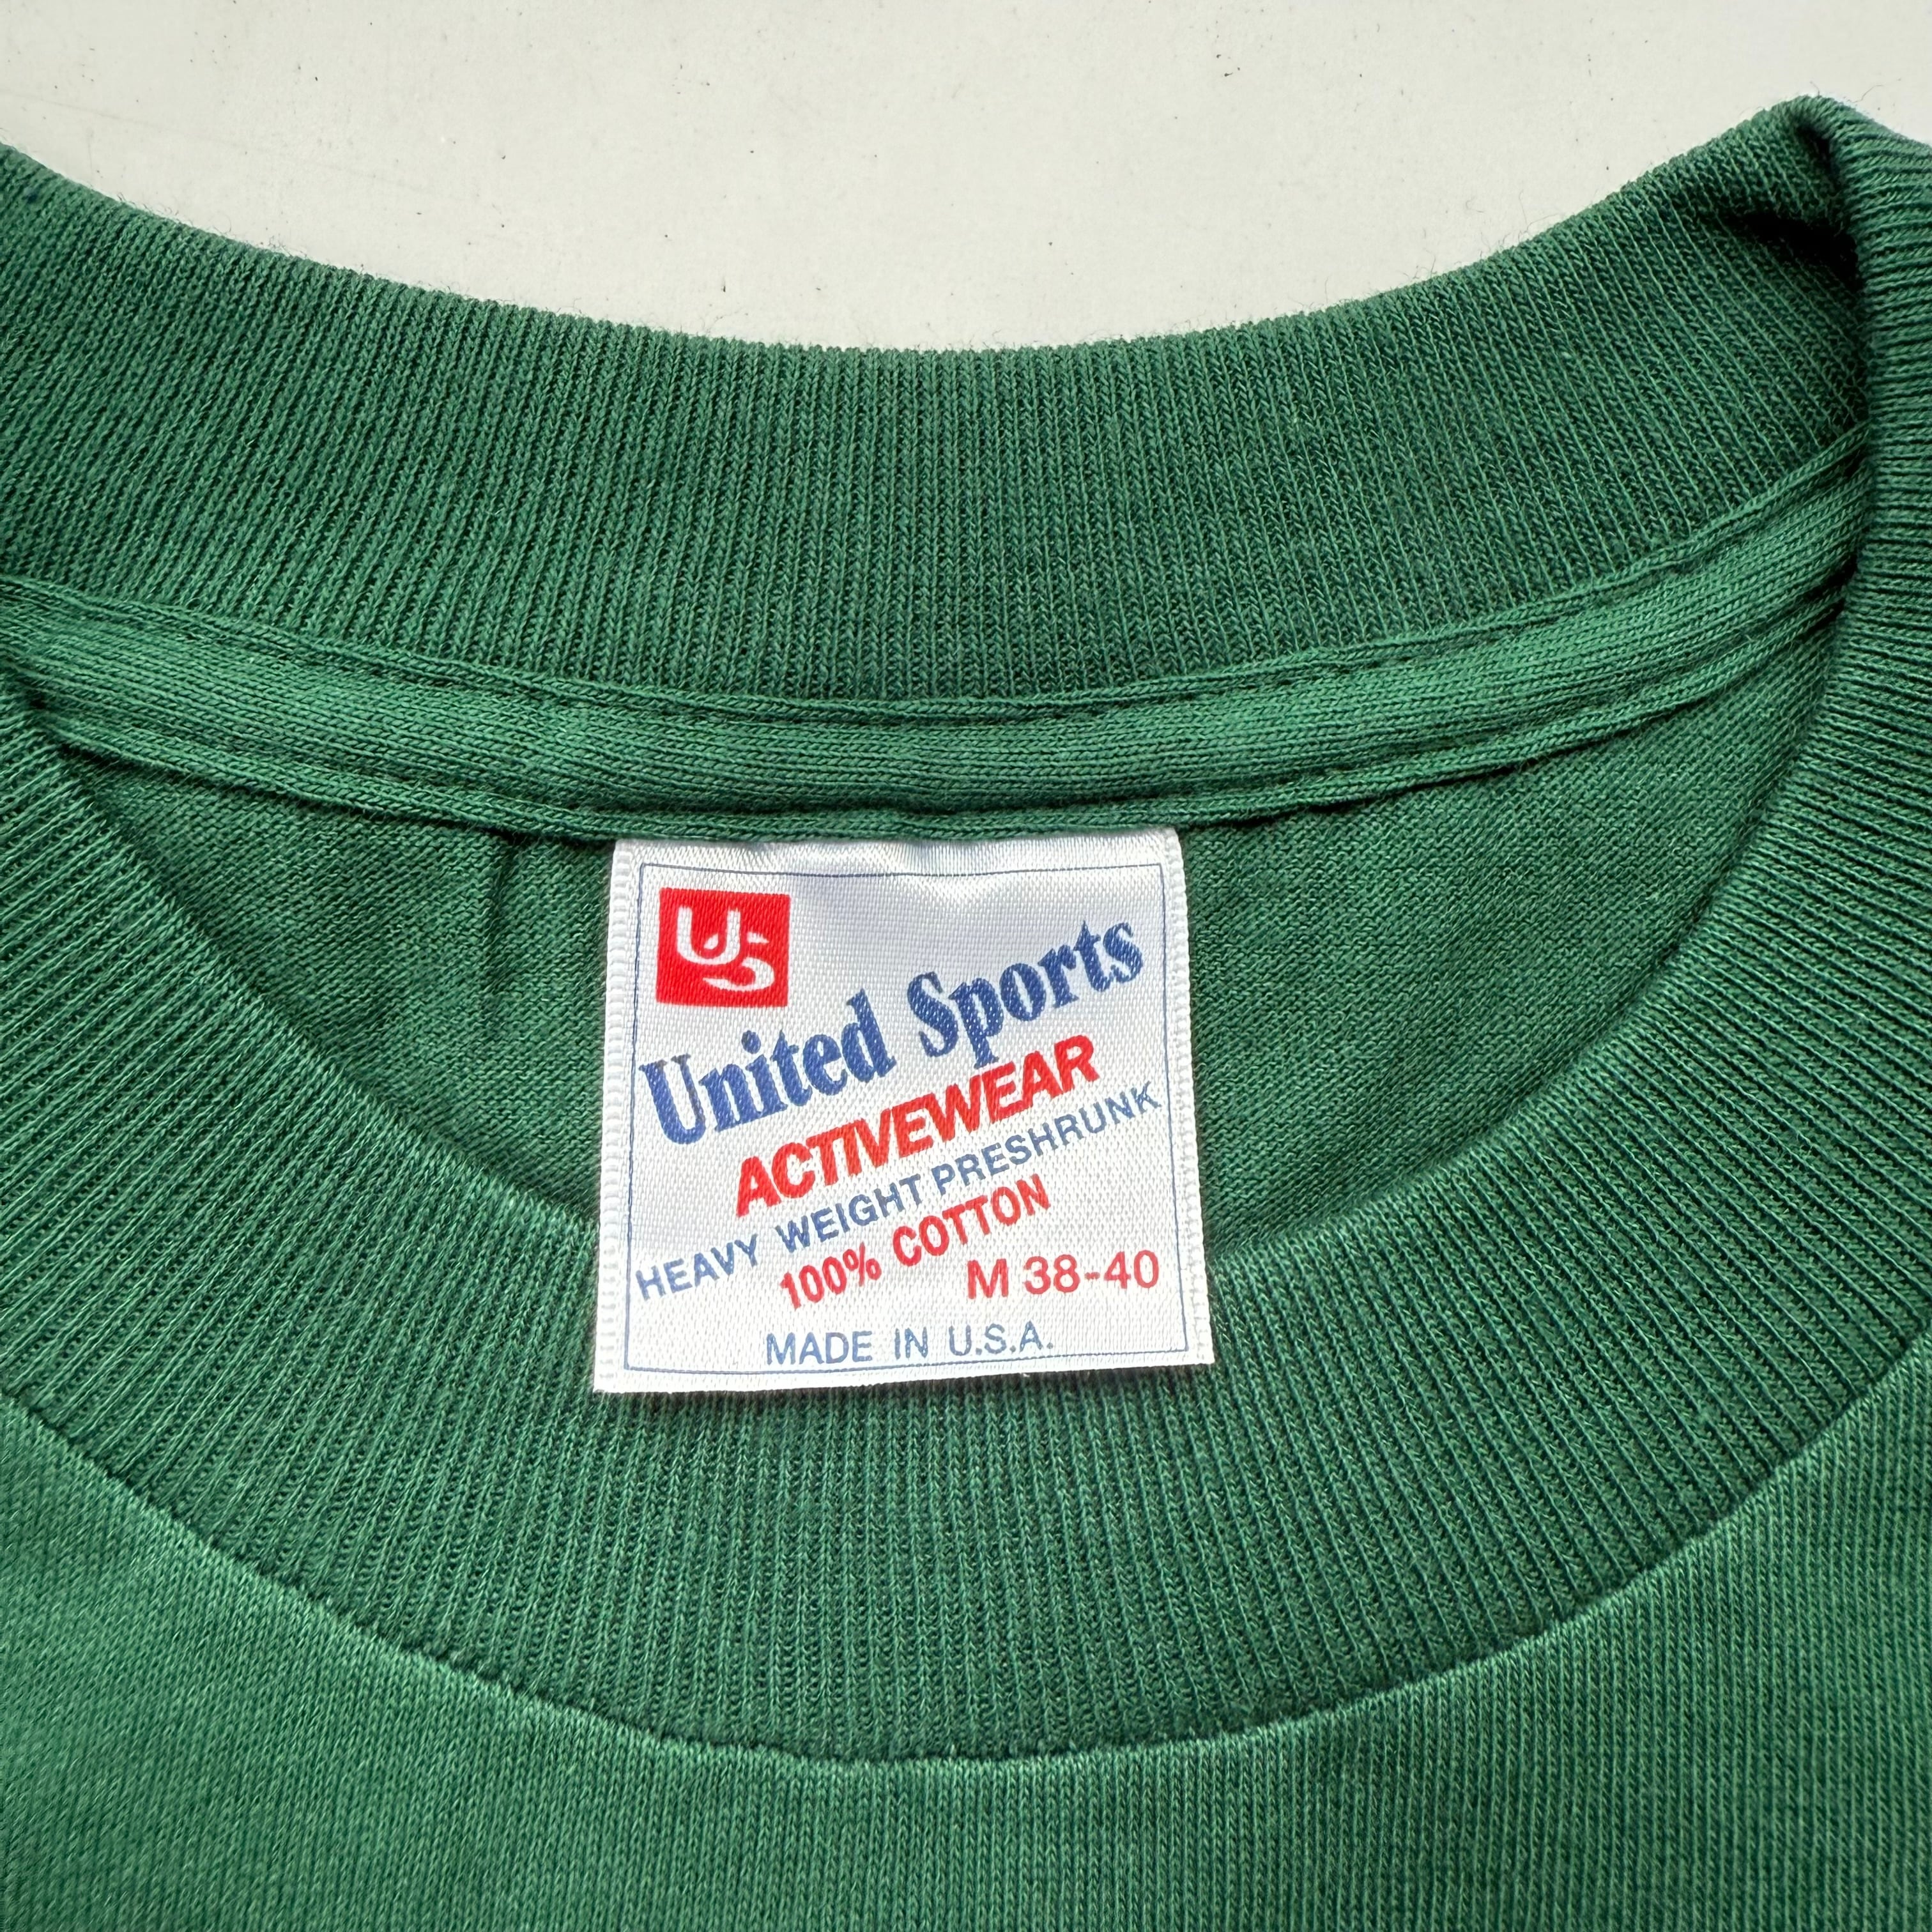 US
United Sports
ACTIVEWEAR
HEAVY WEIGHT PRESHRUNK
100% COTTON
M 38-40
MADE IN U.S.A.